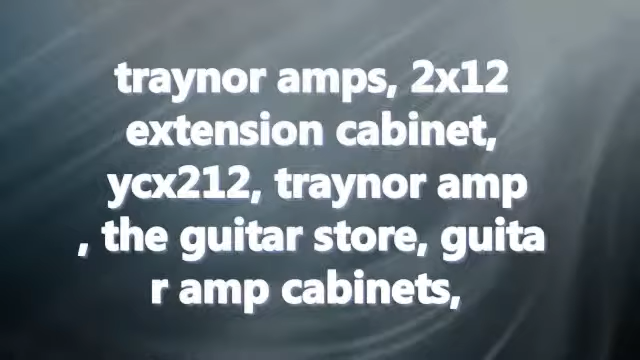 traynor amps, 2x12
extension cabinet,
ycx212, traynor amp
, the guitar store, guita
r amp cabinets,